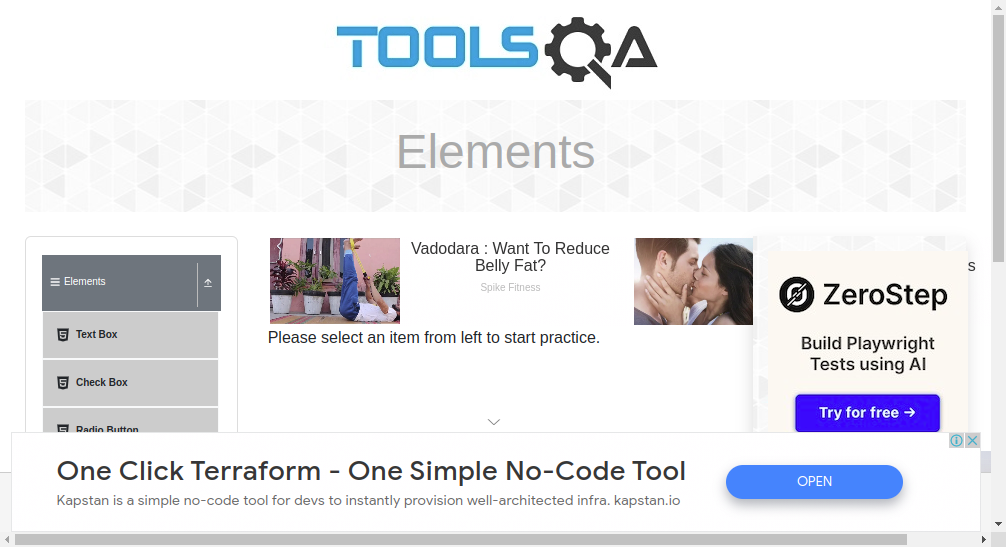 TOOLSQA
Elements
Elements
Text Box
Check Box
Radio Button
Vadodara : Want To Reduce
Belly Fat?
Spike Fitness
Please select an item from left to start practice.
s
ZeroStep
Build Playwright
Tests using AI
Try for free →
One Click Terraform - One Simple No-Code Tool
Kapstan is a simple no-code tool for devs to instantly provision well-architected infra. kapstan.io
OPEN